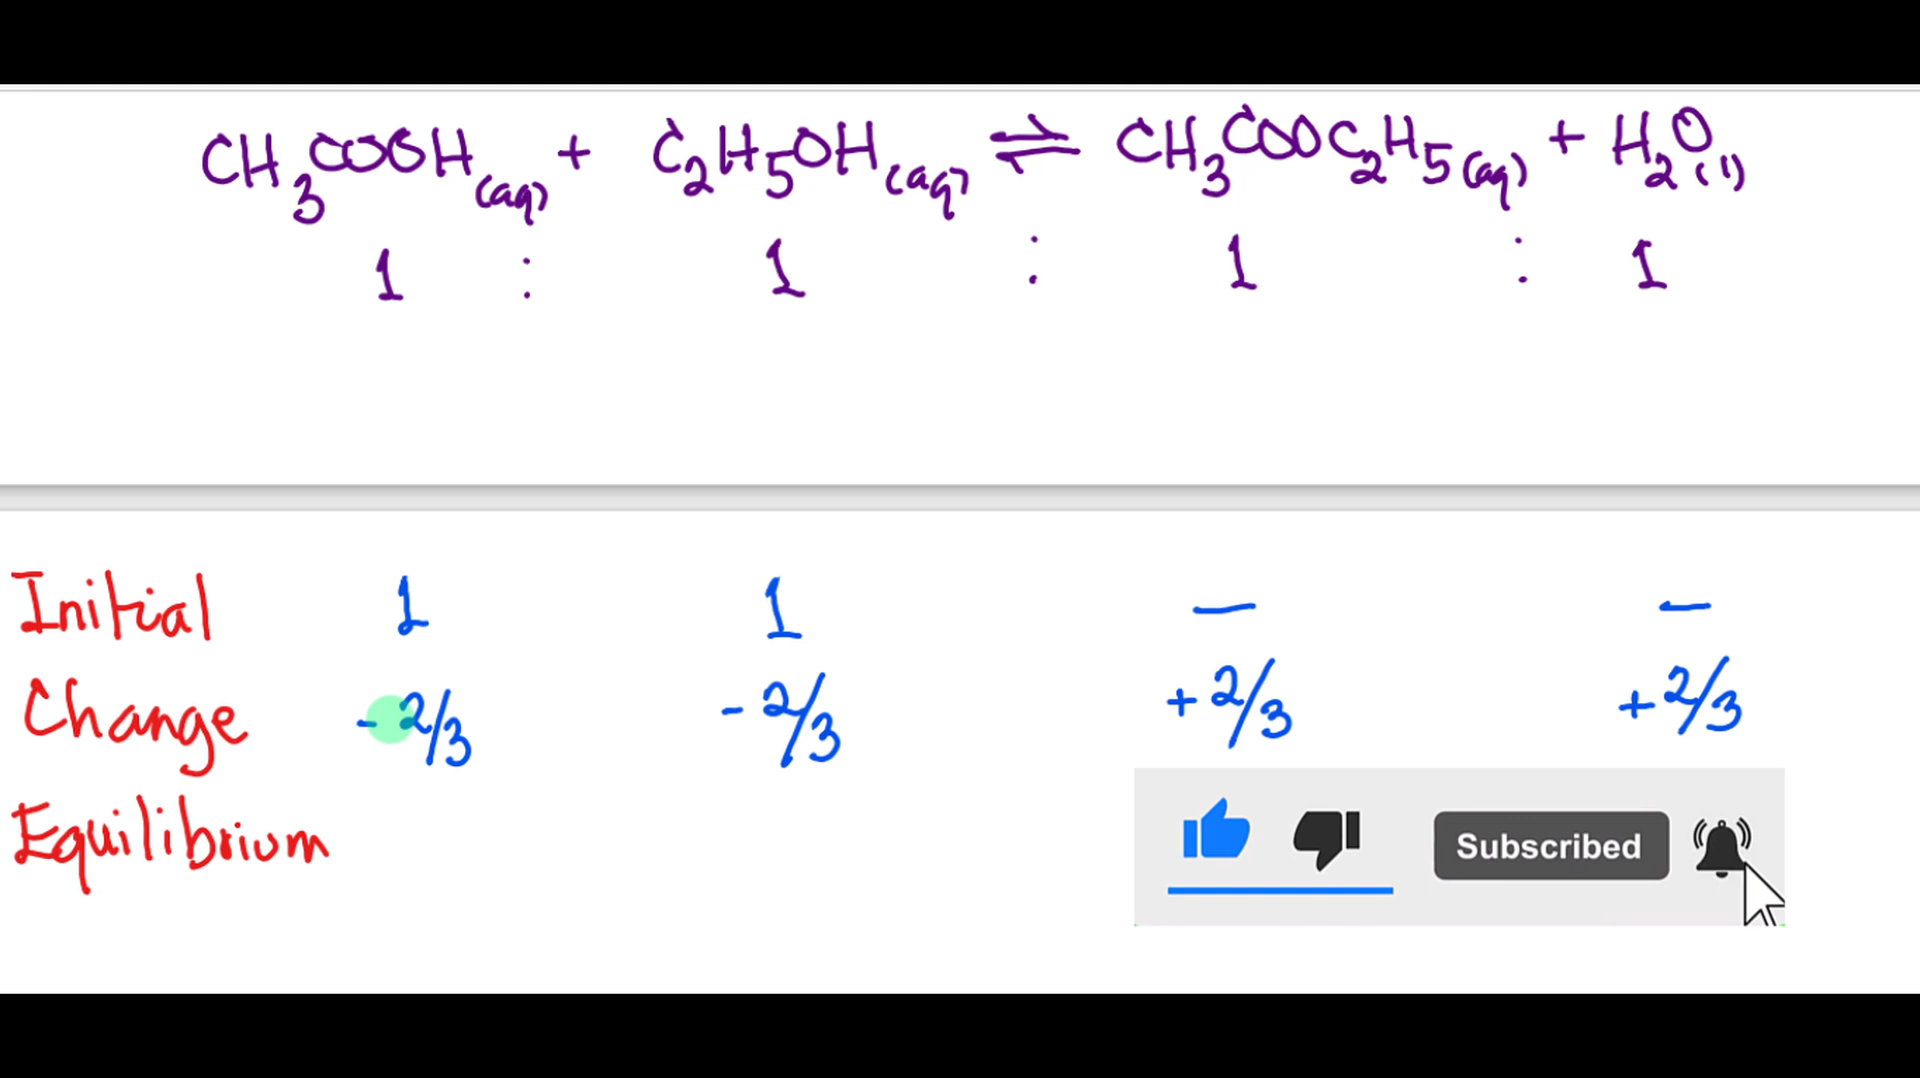 CH₃COOH(aq) + C₂H₅OH(aq) ⇌ CH₃COOC₂H₅(aq) + H₂O(l)
1 : 1 : 1 : 1
Initial 1 1 — —
Change - 2/3 - 2/3 + 2/3 + 2/3
Equilibrium
Subscribed